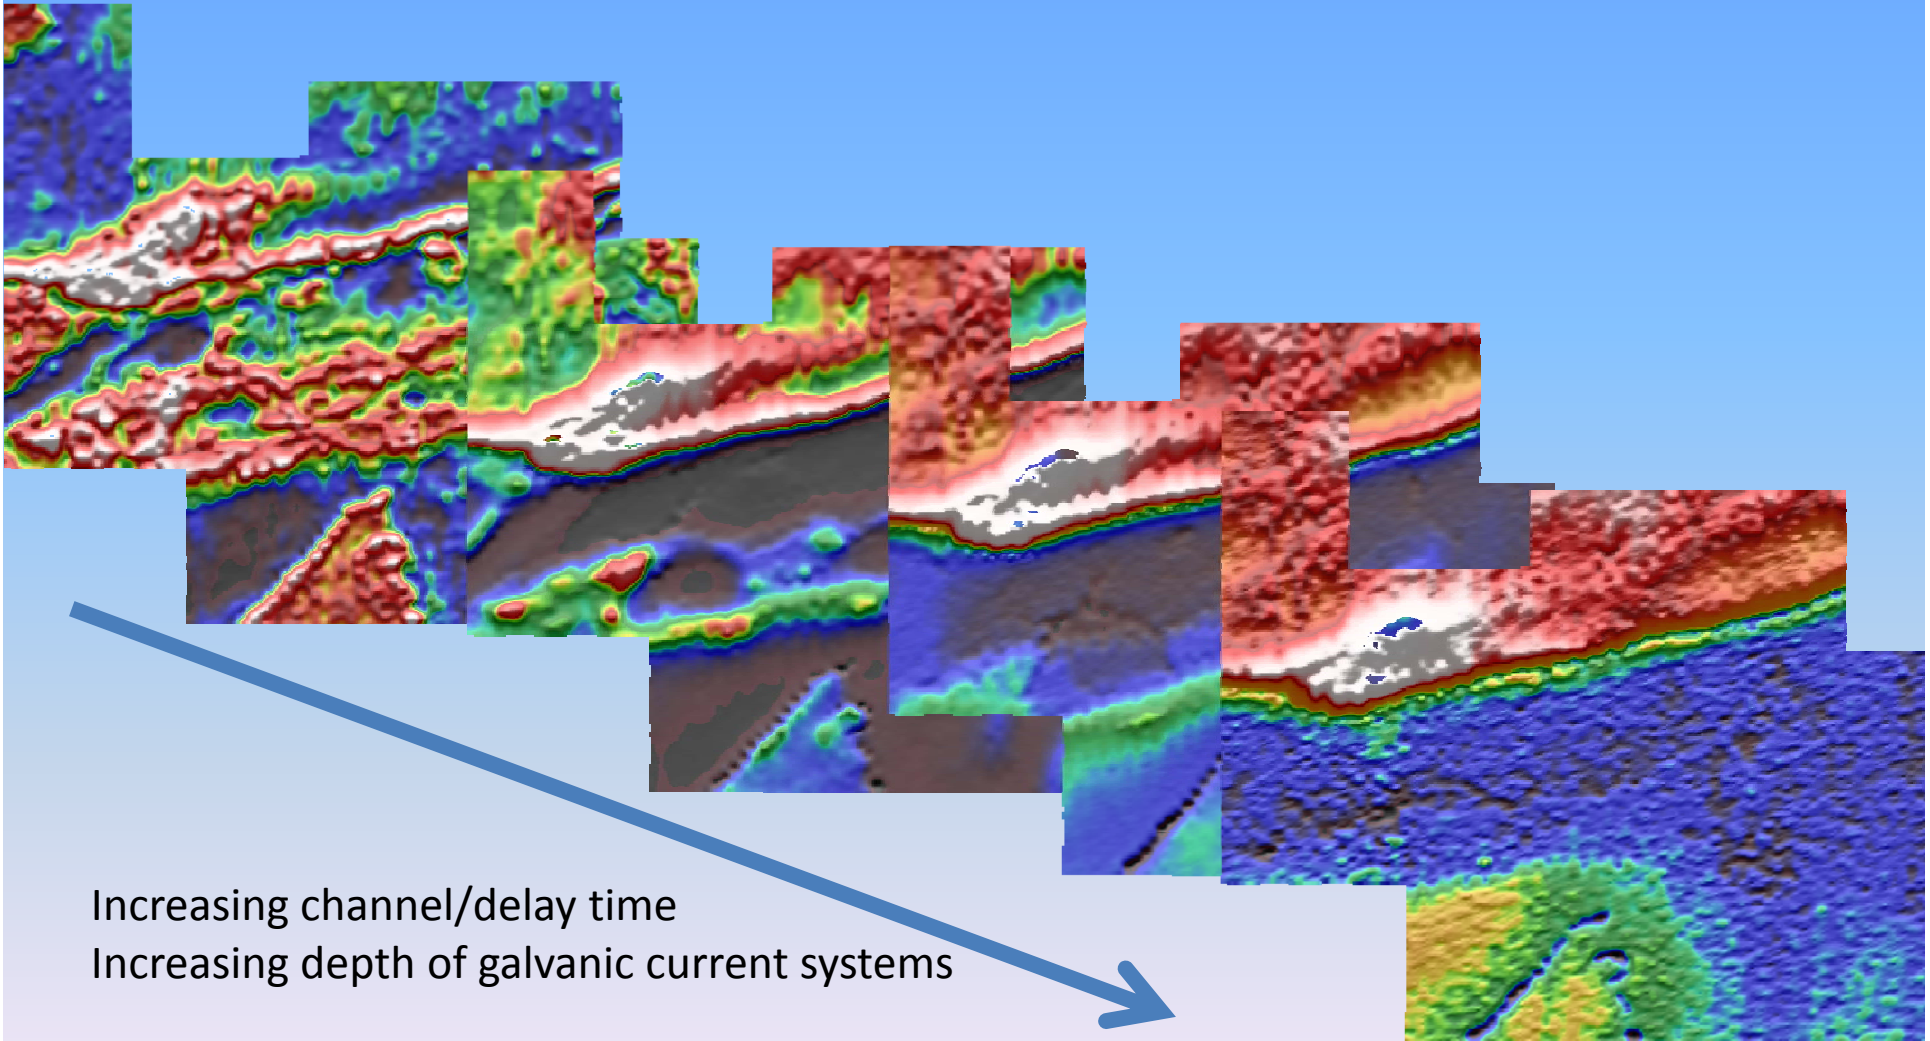 Increasing channel/delay time
Increasing depth of galvanic current systems